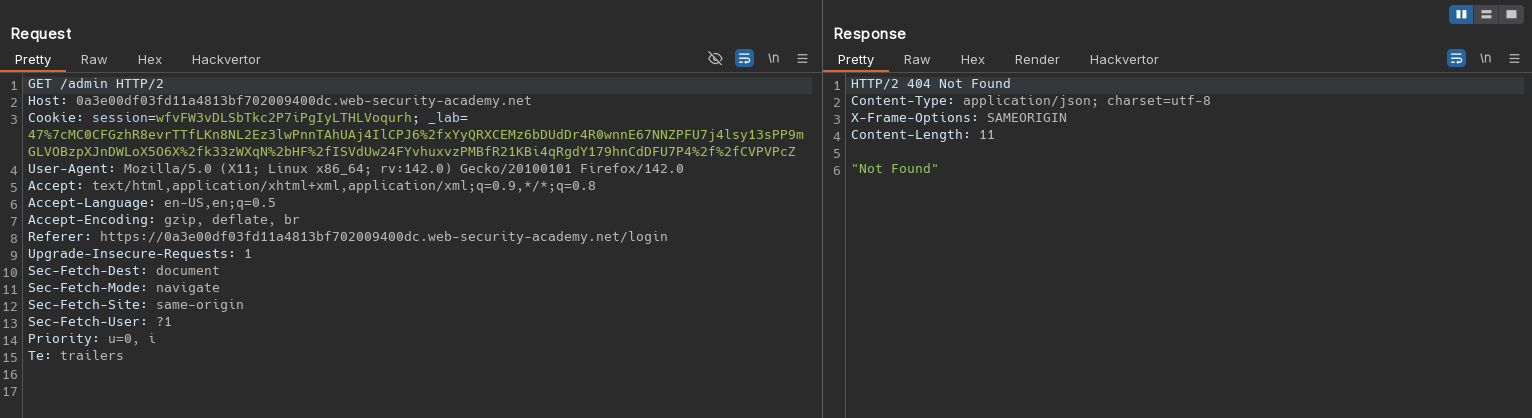 Request
Pretty Raw Hex Hackvertor \n
1 GET /admin HTTP/2
2 Host: 0a3e00df03fd11a4813bf702009400dc.web-security-academy.net
3 Cookie: session=wfvFW3vDLSbTkc2P7iPgIyLTHLVoqurh; _lab=
47%7cMC0CFGzhR8evrTTfLKn8NL2Ez3lwPnnTAhUAj4IlCPJ6%2fxYyQRXCEMz6bDUdDr4R0wnnE67NNZPFU7j4lsy13sPP9m
GLVOBzpXJnDWLoX5O6X%2fk33zWXqN%2bHF%2fISVdUw24FYvhuxvzPMBfR21KBi4qRgdY179hnCdDFU7P4%2f%2fCVPVPcZ
4 User-Agent: Mozilla/5.0 (X11; Linux x86_64; rv:142.0) Gecko/20100101 Firefox/142.0
5 Accept: text/html,application/xhtml+xml,application/xml;q=0.9,*/*;q=0.8
6 Accept-Language: en-US,en;q=0.5
7 Accept-Encoding: gzip, deflate, br
8 Referer: https://0a3e00df03fd11a4813bf702009400dc.web-security-academy.net/login
9 Upgrade-Insecure-Requests: 1
10 Sec-Fetch-Dest: document
11 Sec-Fetch-Mode: navigate
12 Sec-Fetch-Site: same-origin
13 Sec-Fetch-User: ?1
14 Priority: u=0, i
15 Te: trailers
16
17
Response
Pretty Raw Hex Render Hackvertor \n
1 HTTP/2 404 Not Found
2 Content-Type: application/json; charset=utf-8
3 X-Frame-Options: SAMEORIGIN
4 Content-Length: 11
5
6 "Not Found"